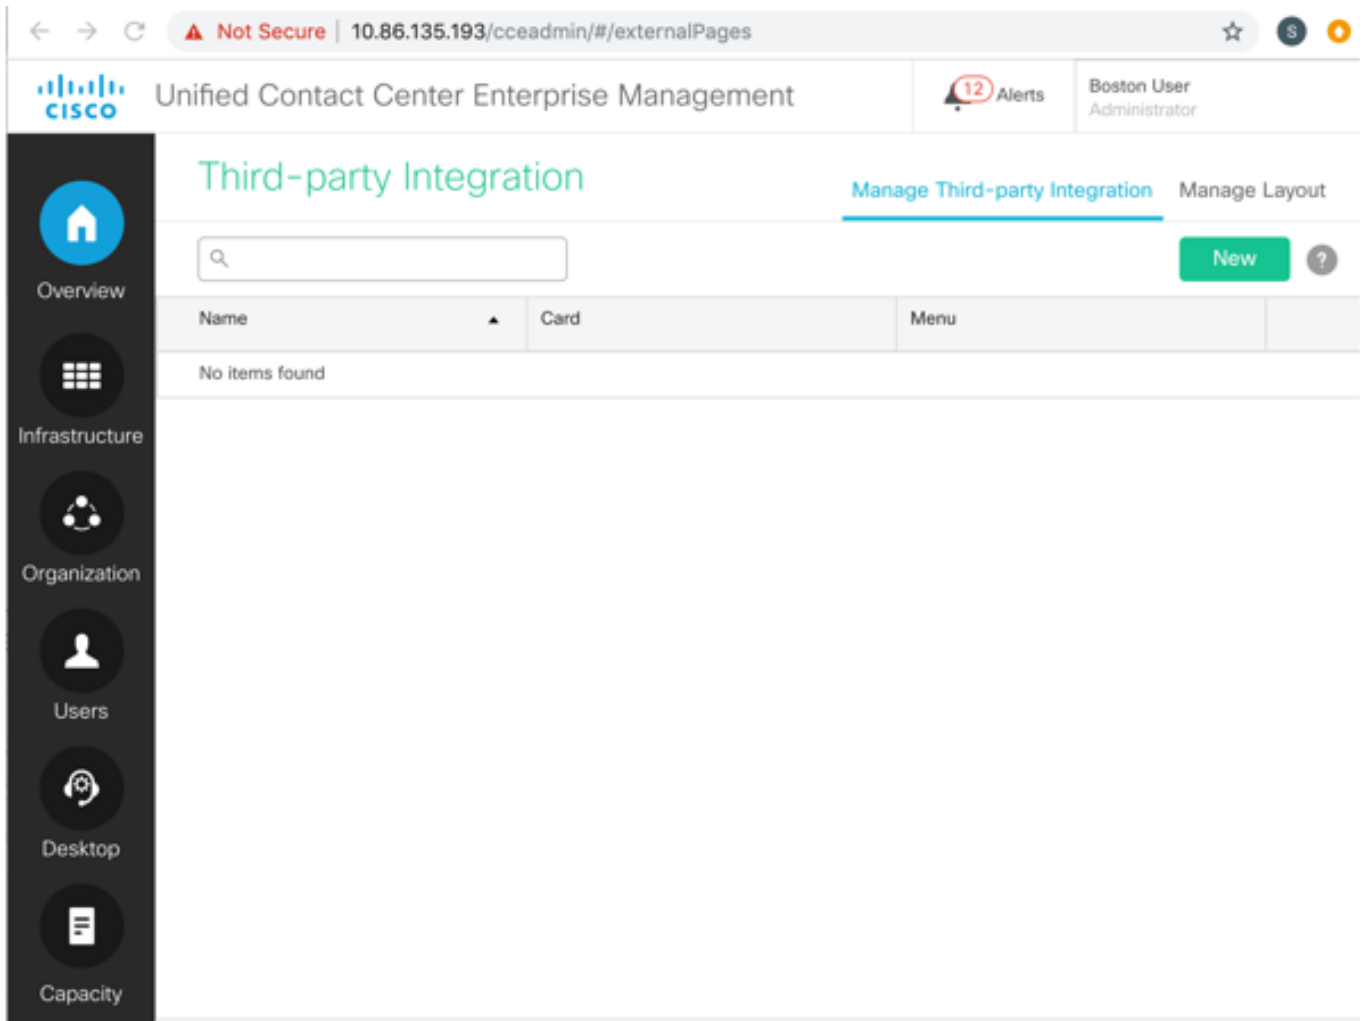 Not Secure | 10.86.135.193/cceadmin/#/externalPages
S
CISCO
Unified Contact Center Enterprise Management
12 Alerts
Boston User
Administrator
Third-party Integration
Manage Third-party Integration
Manage Layout
New
?
Name
Card
Menu
No items found
Overview
Infrastructure
Organization
Users
Desktop
Capacity